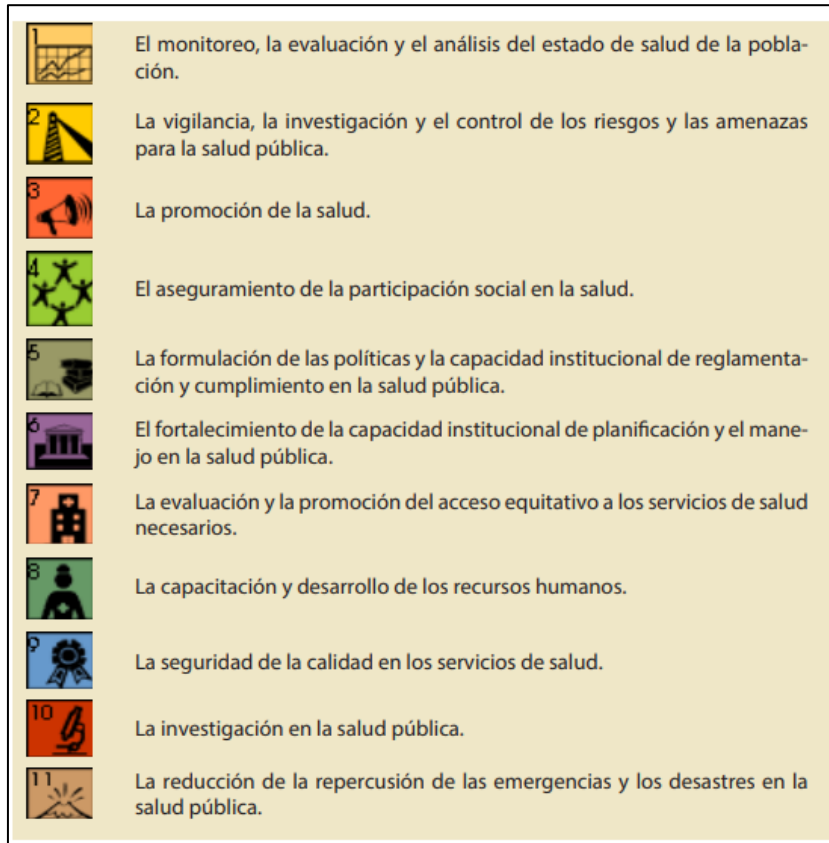 1
El monitoreo, la evaluación y el análisis del estado de salud de la pobla-
ción.
2
La vigilancia, la investigación y el control de los riesgos y las amenazas
para la salud pública.
3
La promoción de la salud.
4
El aseguramiento de la participación social en la salud.
5
La formulación de las políticas y la capacidad institucional de reglamenta-
ción y cumplimiento en la salud pública.
6
El fortalecimiento de la capacidad institucional de planificación y el mane-
jo en la salud pública.
7
La evaluación y la promoción del acceso equitativo a los servicios de salud
necesarios.
8
La capacitación y desarrollo de los recursos humanos.
9
La seguridad de la calidad en los servicios de salud.
10
La investigación en la salud pública.
11
La reducción de la repercusión de las emergencias y los desastres en la
salud pública.